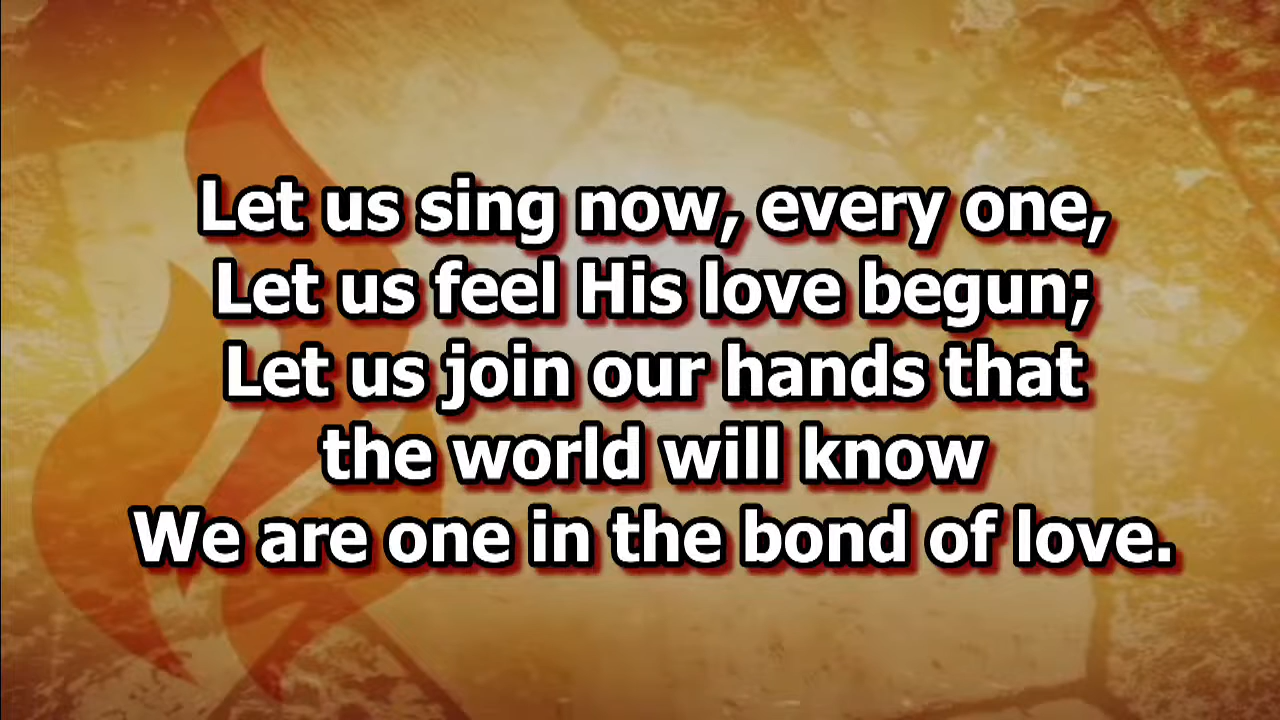 Let us sing now, every one,
Let us feel His love begun;
Let us join our hands that
the world will know
We are one in the bond of love.